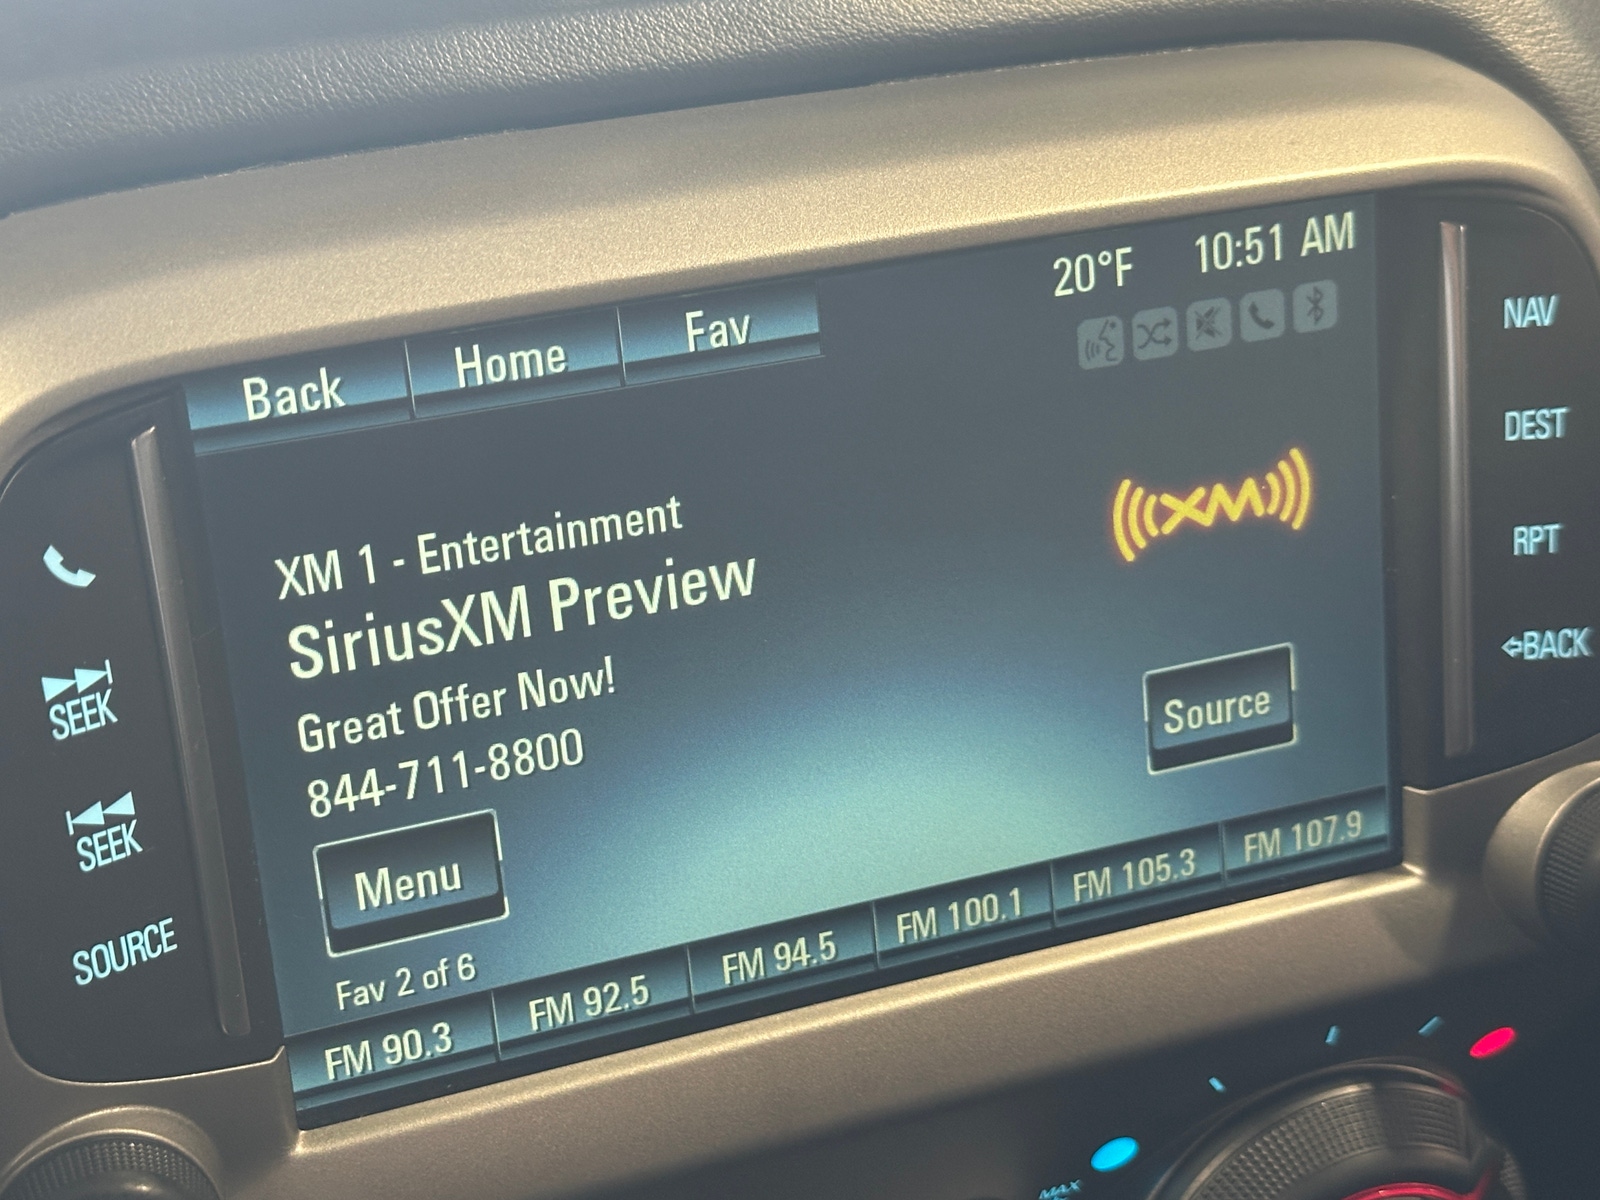 20°F 10:51 AM
Back Home Fav
NAV
DEST
RPT
BACK
XM
XM 1 - Entertainment
SiriusXM Preview
Great Offer Now!
844-711-8800
Source
Menu
SEEK
SEEK
SOURCE
Fav 2 of 6
FM 90.3 FM 92.5 FM 94.5 FM 100.1 FM 105.3 FM 107.9
MAX